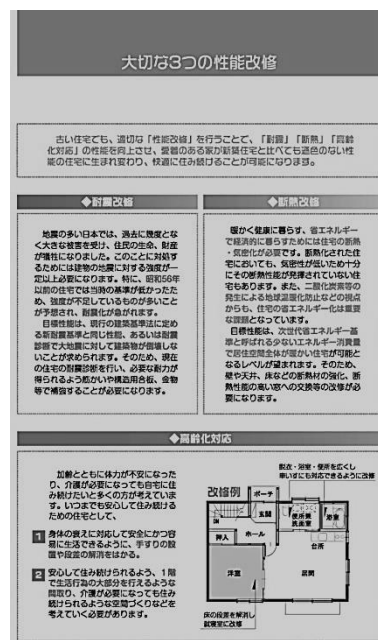 大切な3つの性能改修
古い住宅でも、適切な「性能改修」を行うことで、「耐震」「断熱」「高齢
化対応」の性能を向上させ、愛着のある家が新築住宅と比べても遜色のない性
能の住宅に生まれ変わり、快適に住み続けることが可能になります。
◆耐震改修
地震の多い日本では、過去に幾度とな
く大きな被害を受け、住民の生命、財産
が犠牲になりました。このことに対処す
るためには建物の地震に対する強度が一
定以上必要になります。特に、昭和56年
以前の住宅では当時の基準が低かったた
め、強度が不足しているものが多いこと
が予想され、耐震化が急がれます。
目標性能は、現行の建築基準法に定め
る新耐震基準と同じ性能、あるいは耐震
診断で大地震に対して建築物が倒壊しな
いことが求められます。そのため、現在
の住宅の耐震診断を行い、必要な耐力が
得られるよう筋かいや構造用合板、金物
等で補強することが必要になります。
◆断熱改修
暖かく健康に暮らす、省エネルギー
で経済的に暮らすためには住宅の断熱
・気密化が必要です。断熱化された住
宅においても、気密性が低いため十分
にその断熱性能が発揮されていない住
宅もあります。また、二酸化炭素等の
発生による地球温暖化防止などの視点
からも、住宅の省エネルギー化は重要
な課題となっています。
目標性能は、次世代省エネルギー基
準と呼ばれる少ないエネルギー消費量
で居住空間全体が暖かい住宅が可能と
なるレベルが望まれます。そのため、
壁や天井、床などの断熱材の強化、断
熱性能の高い窓への交換等の改修が必
要になります。
◆高齢化対応
加齢とともに体力が不安になった
り、介護が必要になっても自宅に住
み続けたいと多くの方が考えていま
す。いつまでも安心して住み続ける
ための住宅として、
1 身体の衰えに対応して安全にかつ容
易に生活できるように、手すりの設
置や段差の解消をはかる。
2 安心して住み続けられるよう、1階
で生活行為の大部分を行えるような
間取り、介護が必要になっても住み
続けられるような空間づくりなどを
考えていく必要があります。
脱衣・浴室・便所を広くし
車いすにも対応できるように改修
改修例
ポーチ
玄関
押入
ホール
便所兼
洗面室
浴室
台所
洋室
居間
床の段差を解消し
就寝室に改修